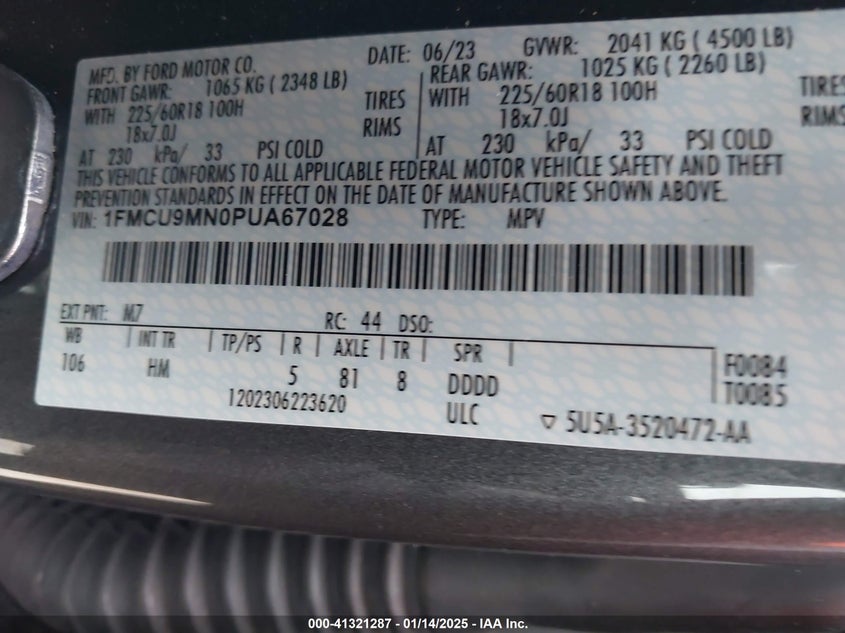 MFD. BY FORD MOTOR CO.
DATE: 06/23 GVWR: 2041 KG ( 4500 LB)
FRONT GAWR: 1065 KG ( 2348 LB) REAR GAWR: 1025 KG ( 2260 LB)
WITH 225/60R18 100H TIRES WITH 225/60R18 100H TIRES
18x7.0J RIMS 18x7.0J RIMS
AT 230 kPa/ 33 PSI COLD AT 230 kPa/ 33 PSI COLD
THIS VEHICLE CONFORMS TO ALL APPLICABLE FEDERAL MOTOR VEHICLE SAFETY AND THEFT
PREVENTION STANDARDS IN EFFECT ON THE DATE OF MANUFACTURE SHOWN ABOVE.
VIN: 1FMCU9MN0PUA67028 TYPE: MPV
EXT PNT: M7 RC: 44 DSO:
WB INT TR TP/PS R AXLE TR SPR
106 HM 5 81 8 DDDD
F0084
T0085
1202306223620 ULC ▽ 5U5A-3520472-AA
000-41321287 - 01/14/2025 - IAA Inc.